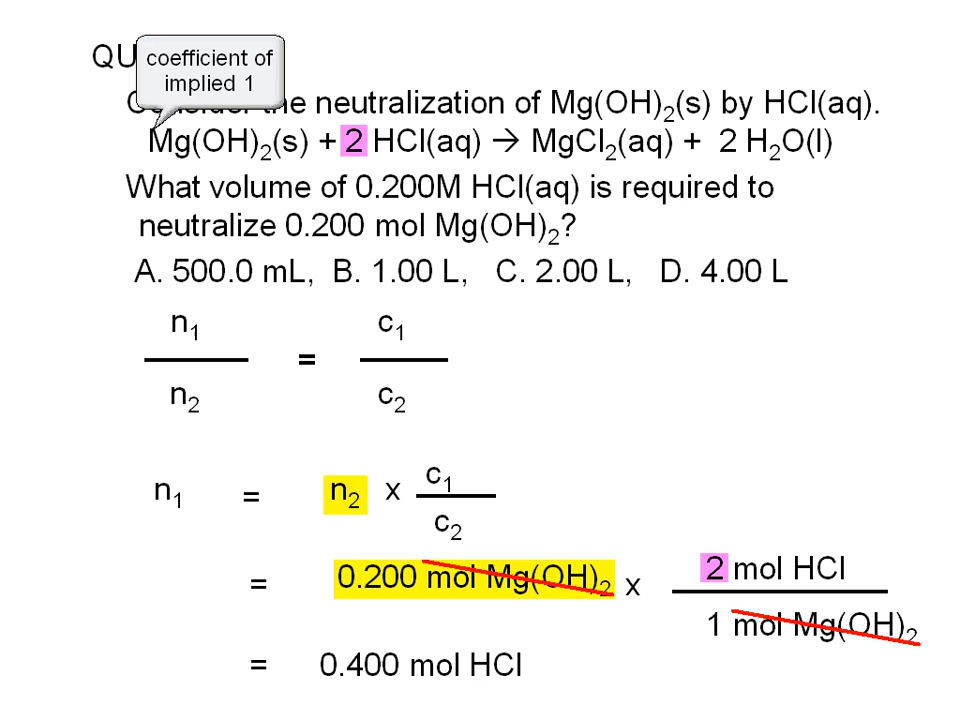 QU
coefficient of
implied 1
the neutralization of Mg(OH)₂(s) by HCl(aq).
Mg(OH)₂(s) + 2 HCl(aq) → MgCl₂(aq) + 2 H₂O(l)
What volume of 0.200M HCl(aq) is required to
neutralize 0.200 mol Mg(OH)₂?
A. 500.0 mL, B. 1.00 L, C. 2.00 L, D. 4.00 L
n₁ c₁
=
n₂ c₂
n₁ = n₂ x c₁
c₂
= 0.200 mol Mg(OH)₂ x 2 mol HCl
1 mol Mg(OH)₂
= 0.400 mol HCl